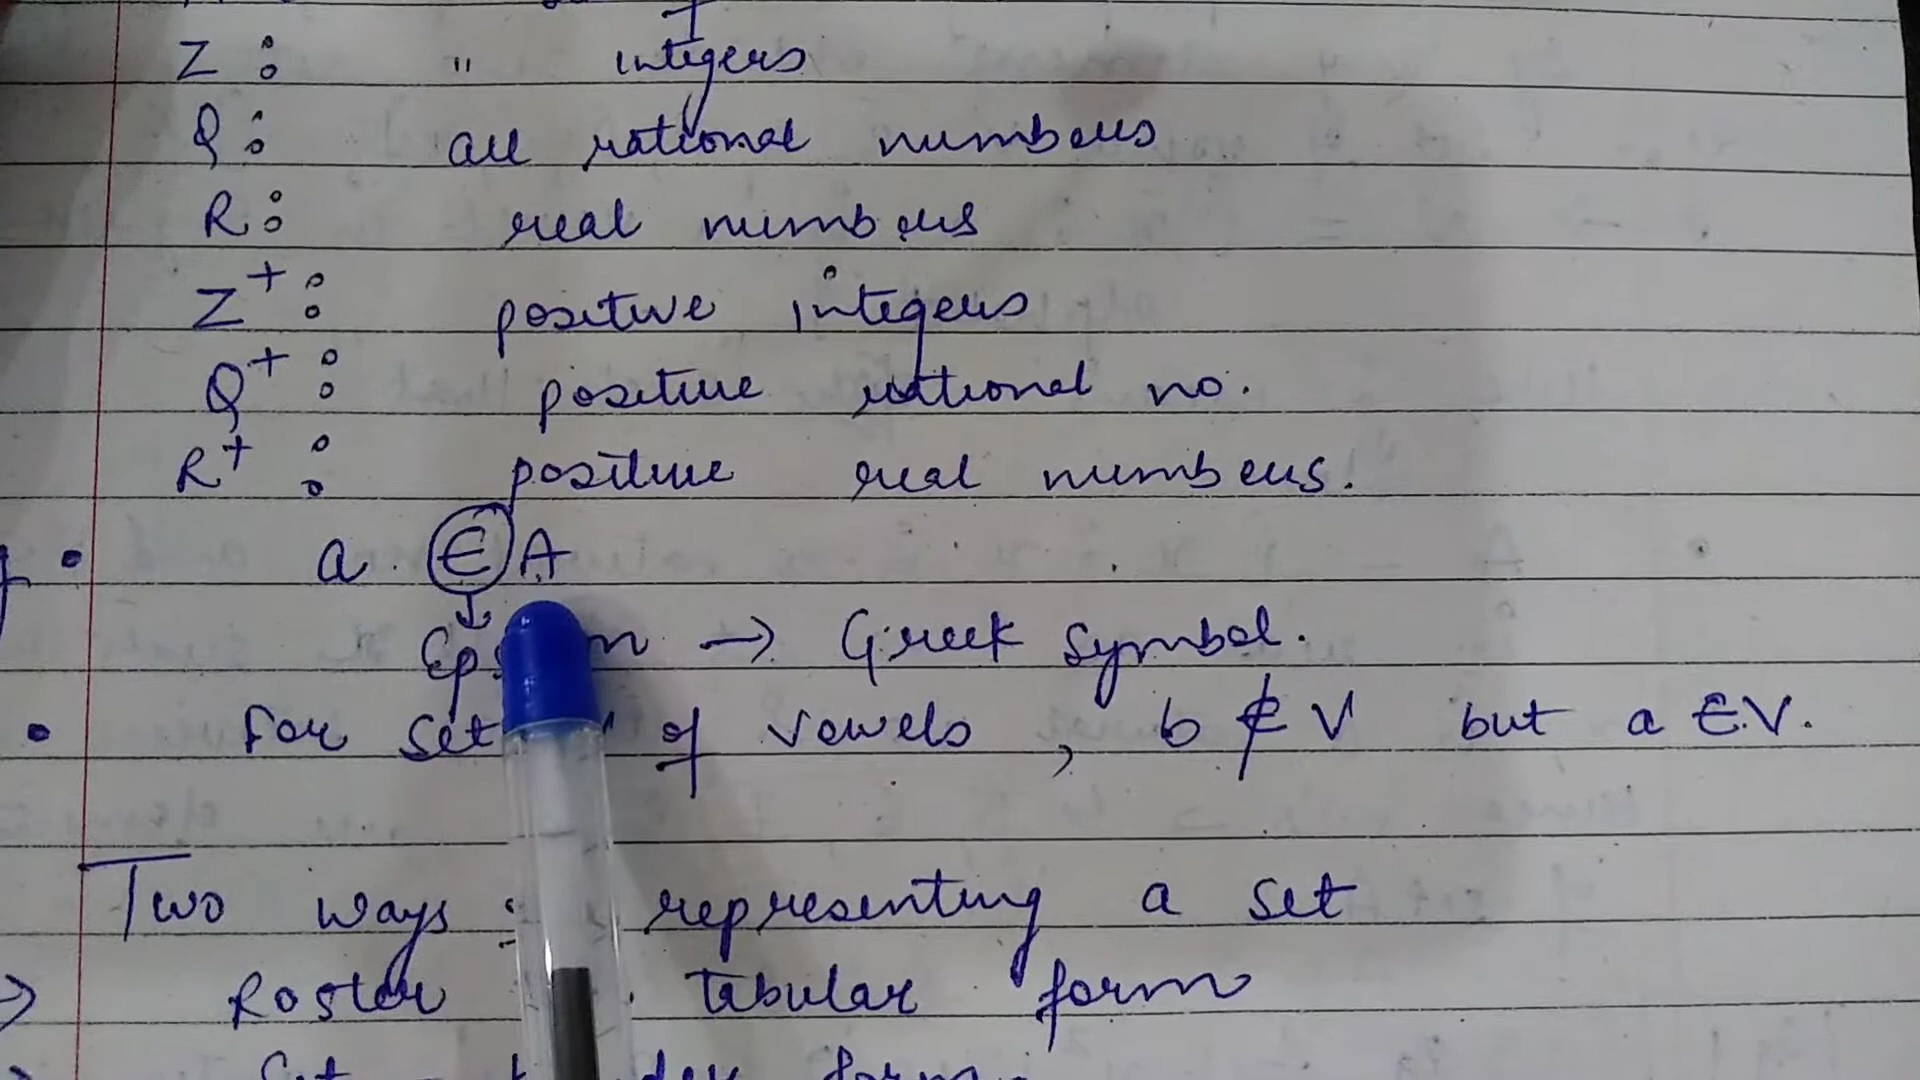 Z : " integers
Q : all rational numbers
R : real numbers
Z⁺ : positive integers
Q⁺ : positive rational no.
R⁺ : positive real numbers.
• a ∈ A
↓
→ Greek Symbol.
• For set of vowels , b ∉ V but a ∈ V.
Two ways representing a set
→ Roster tabular form
form.